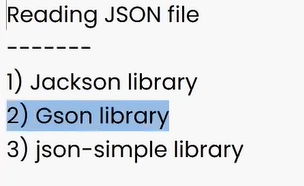 Reading JSON file
-------
1) Jackson library
2) Gson library
3) json-simple library